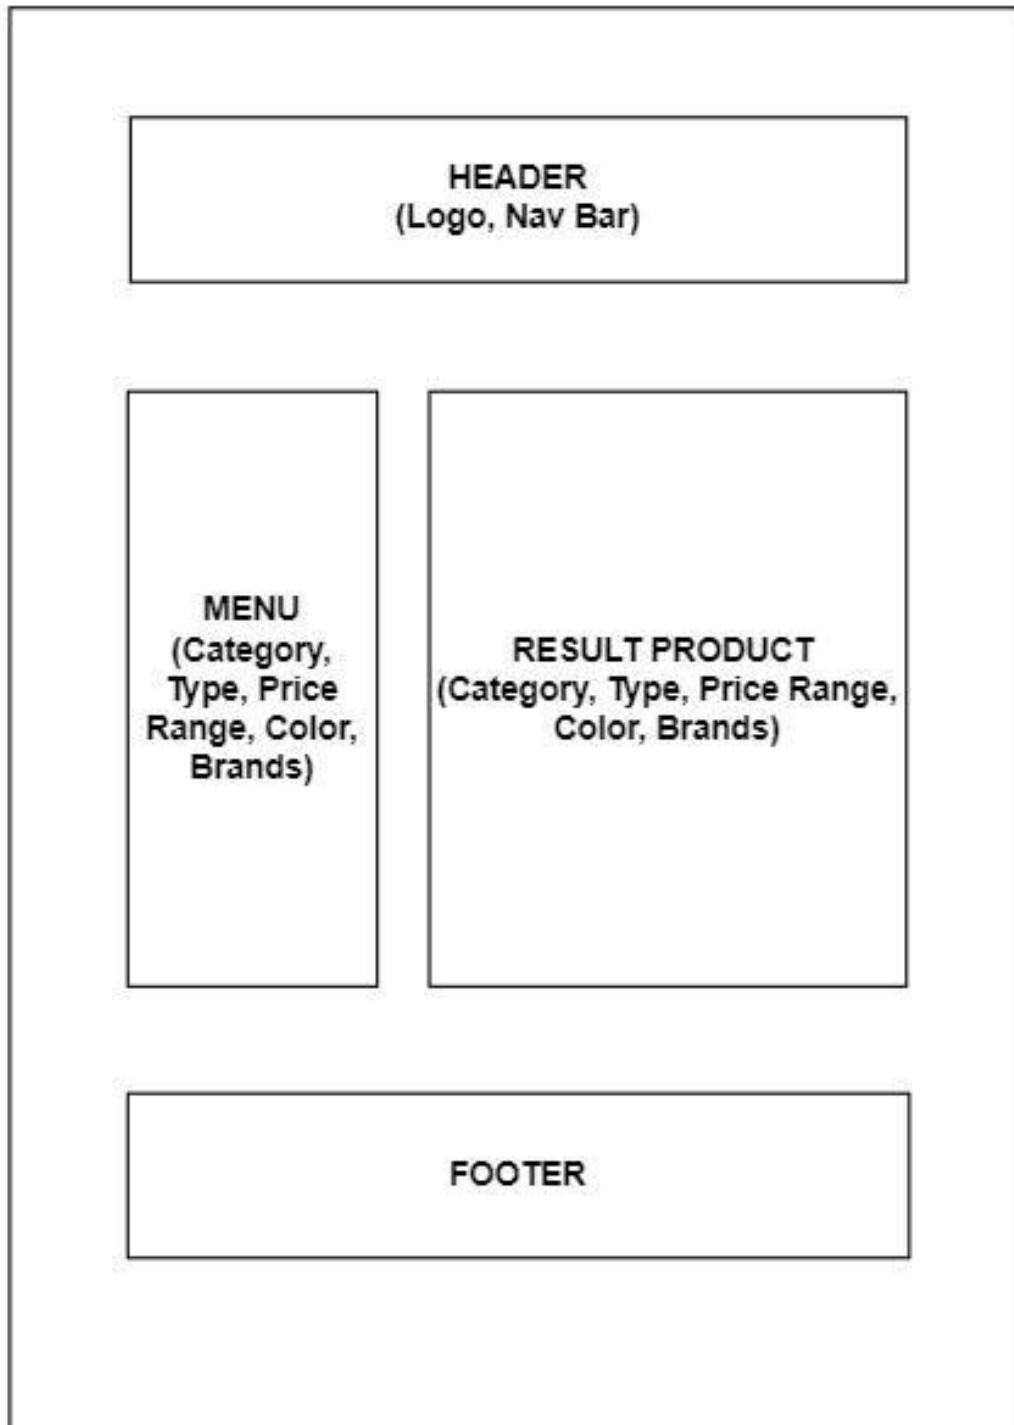 HEADER
(Logo, Nav Bar)
MENU
(Category,
Type, Price
Range, Color,
Brands)
RESULT PRODUCT
(Category, Type, Price Range,
Color, Brands)
FOOTER